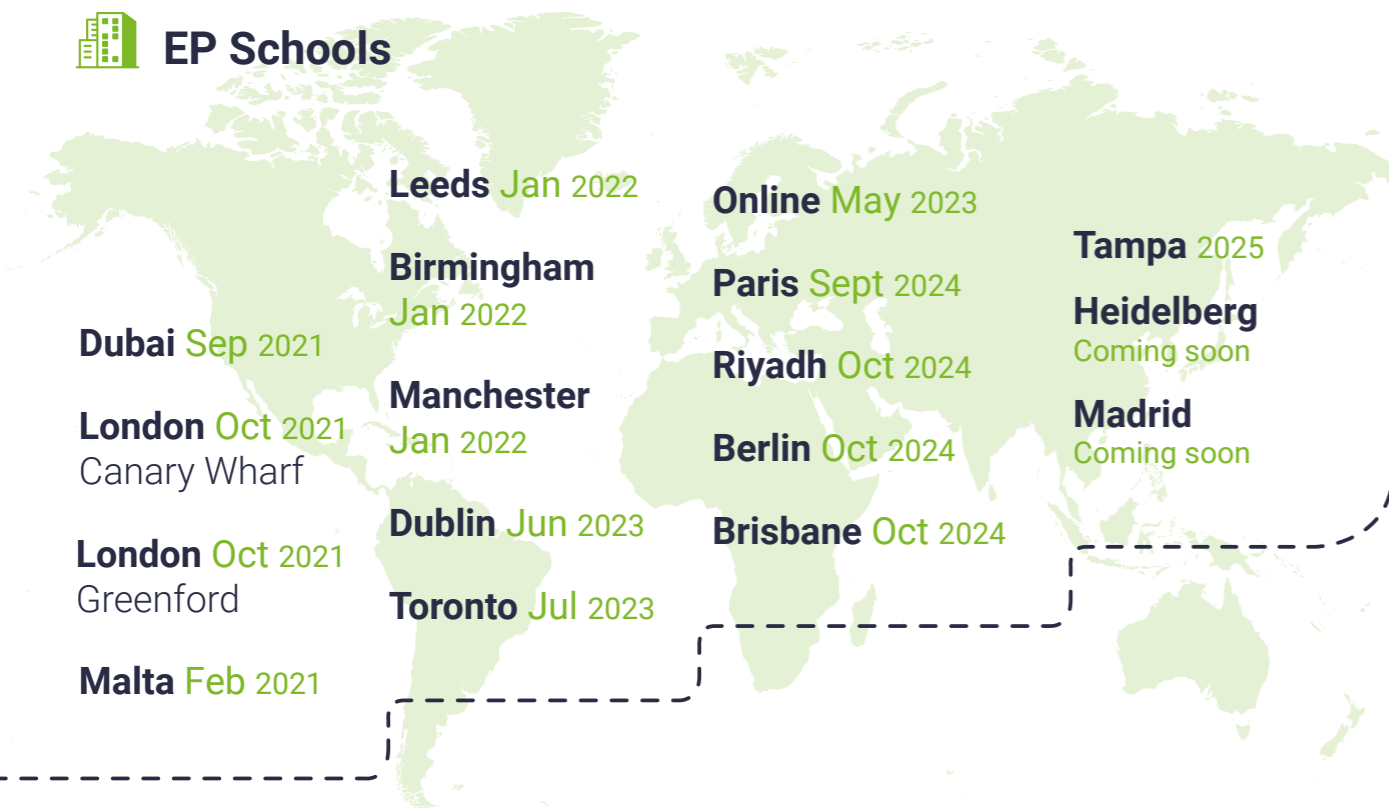 EP Schools
Dubai Sep 2021
London Oct 2021
Canary Wharf
London Oct 2021
Greenford
Malta Feb 2021
Leeds Jan 2022
Birmingham
Jan 2022
Manchester
Jan 2022
Dublin Jun 2023
Toronto Jul 2023
Online May 2023
Paris Sept 2024
Riyadh Oct 2024
Berlin Oct 2024
Brisbane Oct 2024
Tampa 2025
Heidelberg
Coming soon
Madrid
Coming soon